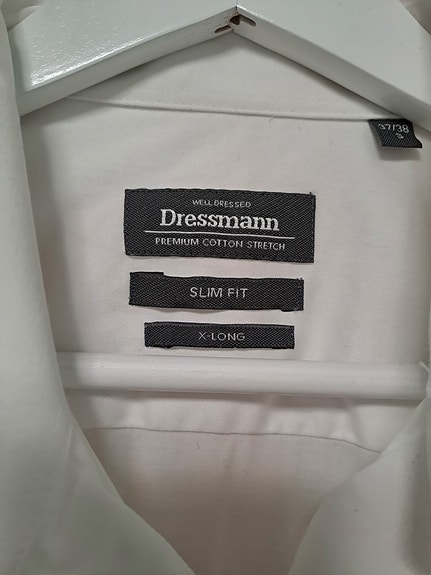 37/38
S
WELL DRESSED
Dressmann
PREMIUM COTTON STRETCH
SLIM FIT
X-LONG